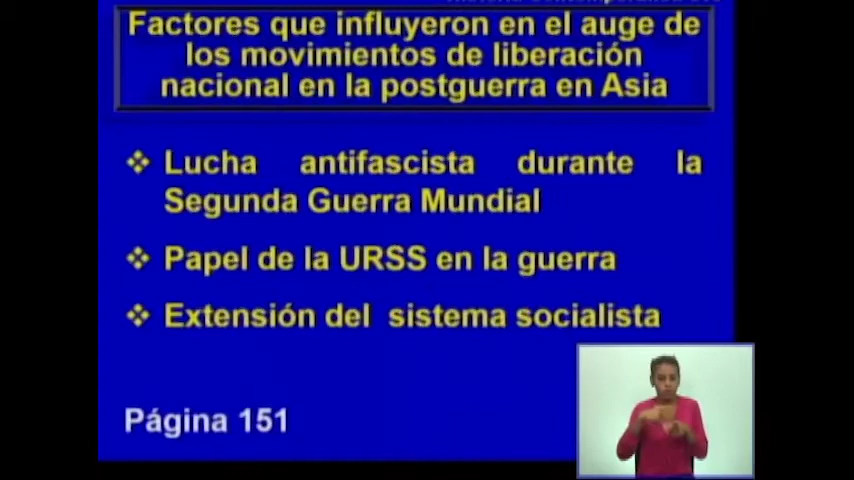 Factores que influyeron en el auge de
los movimientos de liberación
nacional en la postguerra en Asia
❖ Lucha antifascista durante la
Segunda Guerra Mundial
❖ Papel de la URSS en la guerra
❖ Extensión del sistema socialista
Página 151